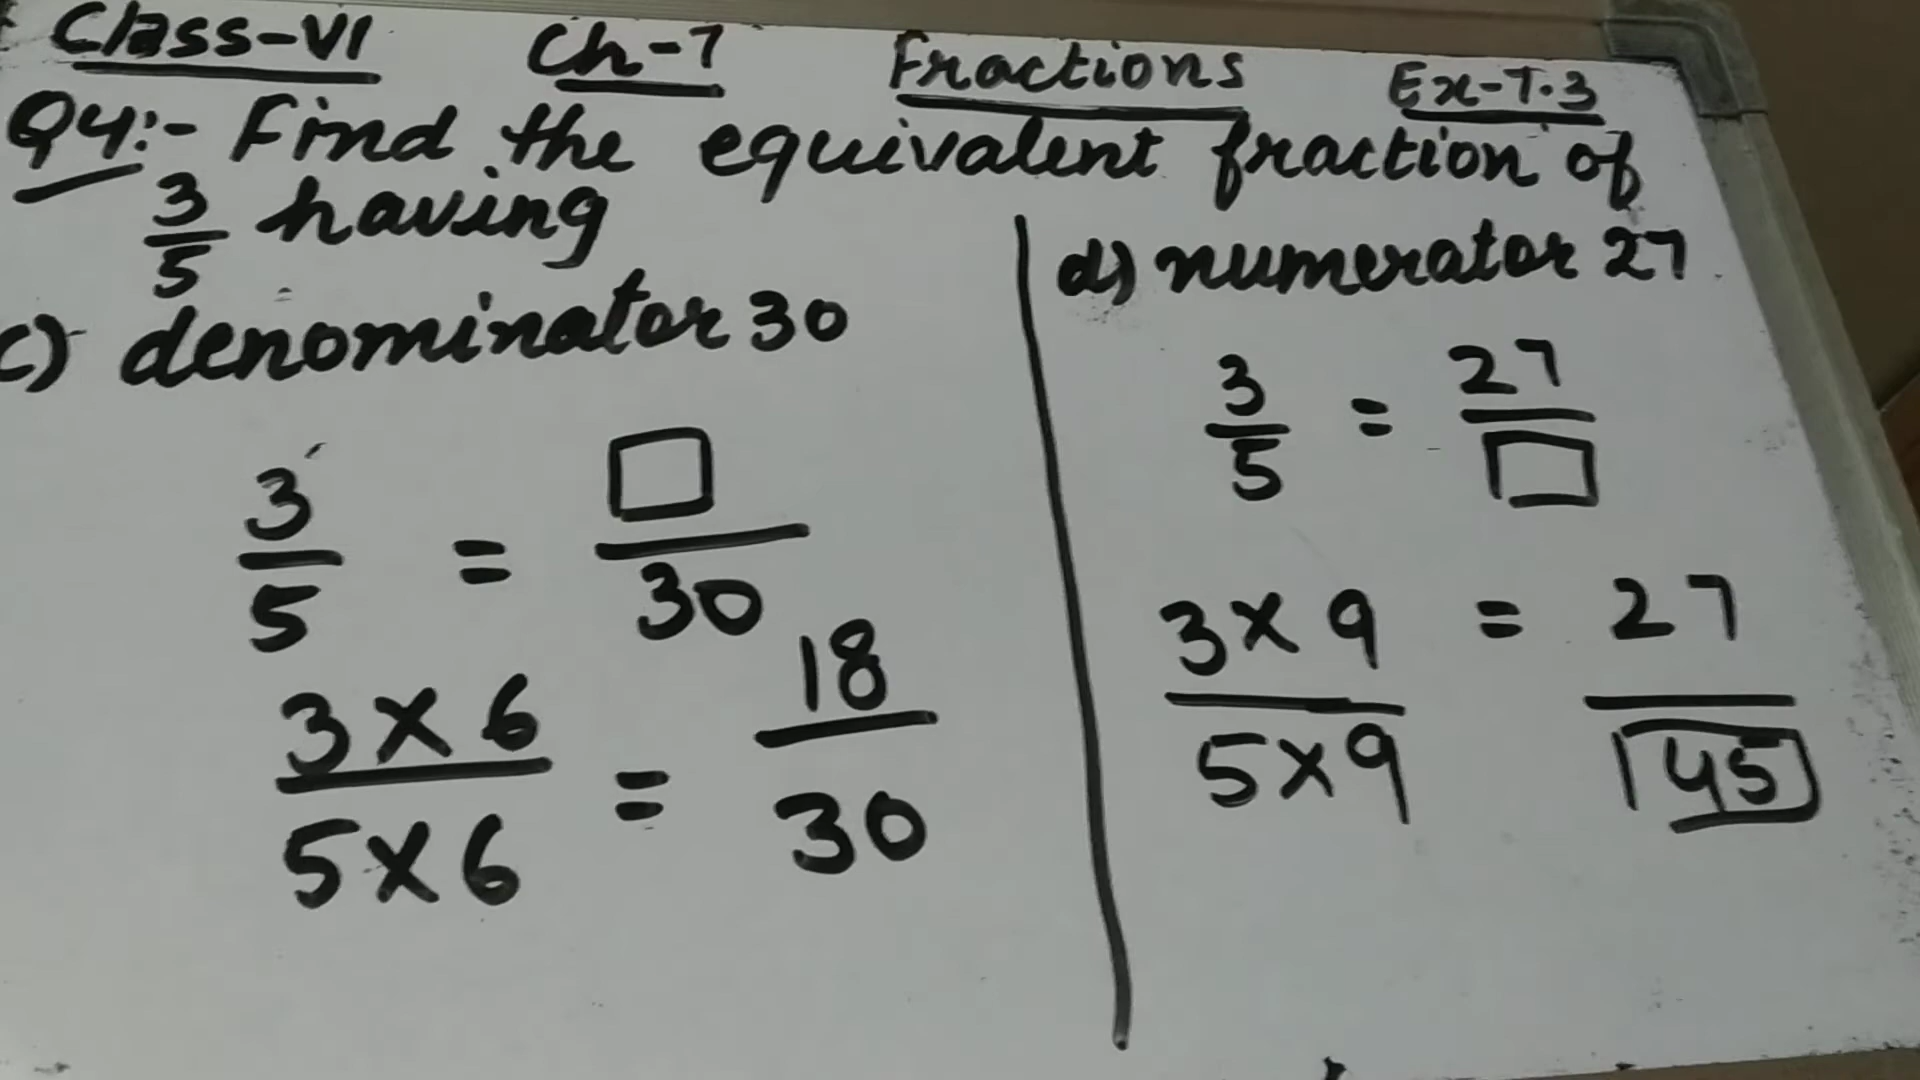 Class-VI Ch-7 Fractions Ex-7.3
Q4:- Find the equivalent fraction of
3/5 having
c) denominator 30
3/5 = □/30
3×6/5×6 = 18/30
d) numerator 27
3/5 = 27/□
3×9/5×9 = 27/45